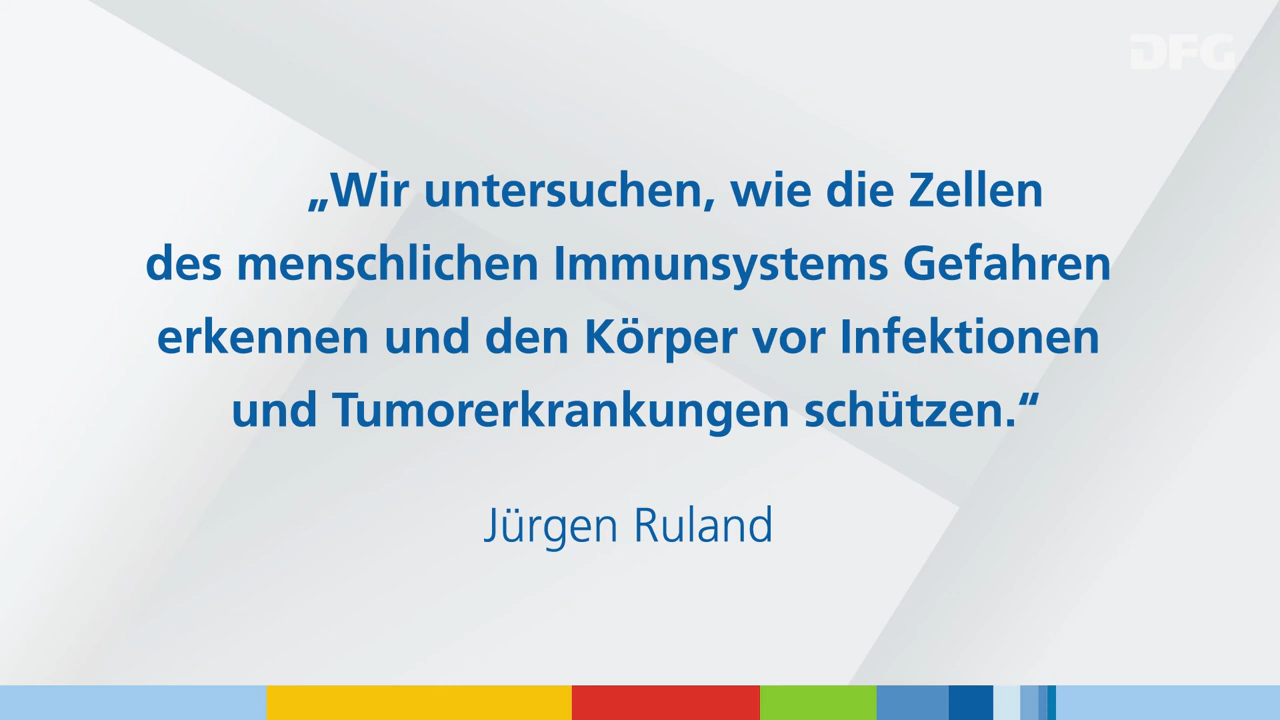 DFG
„Wir untersuchen, wie die Zellen
des menschlichen Immunsystems Gefahren
erkennen und den Körper vor Infektionen
und Tumorerkrankungen schützen.“
Jürgen Ruland